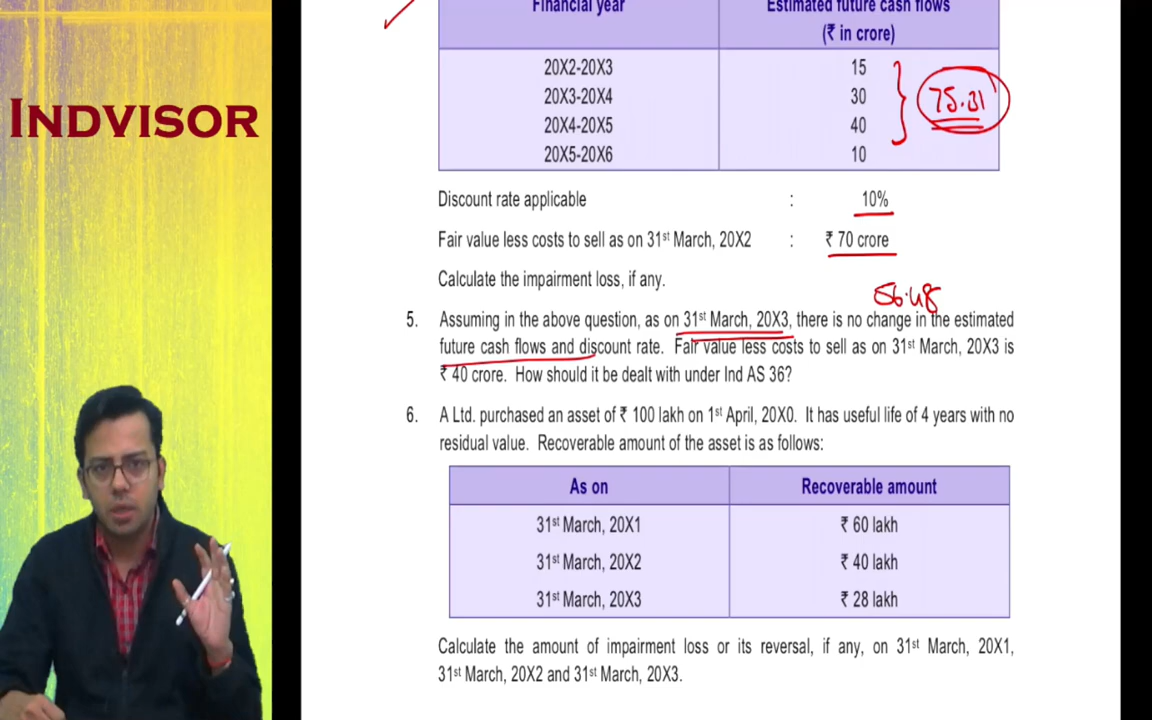 Financial year Estimated future cash flows
(₹ in crore)
20X2-20X3 15
20X3-20X4 30
20X4-20X5 40
20X5-20X6 10
75.31
INDVISOR
Discount rate applicable : 10%
Fair value less costs to sell as on 31st March, 20X2 : ₹ 70 crore
Calculate the impairment loss, if any.
56.48
5. Assuming in the above question, as on 31st March, 20X3, there is no change in the estimated
future cash flows and discount rate. Fair value less costs to sell as on 31st March, 20X3 is
₹ 40 crore. How should it be dealt with under Ind AS 36?
6. A Ltd. purchased an asset of ₹ 100 lakh on 1st April, 20X0. It has useful life of 4 years with no
residual value. Recoverable amount of the asset is as follows:
As on Recoverable amount
31st March, 20X1 ₹ 60 lakh
31st March, 20X2 ₹ 40 lakh
31st March, 20X3 ₹ 28 lakh
Calculate the amount of impairment loss or its reversal, if any, on 31st March, 20X1,
31st March, 20X2 and 31st March, 20X3.